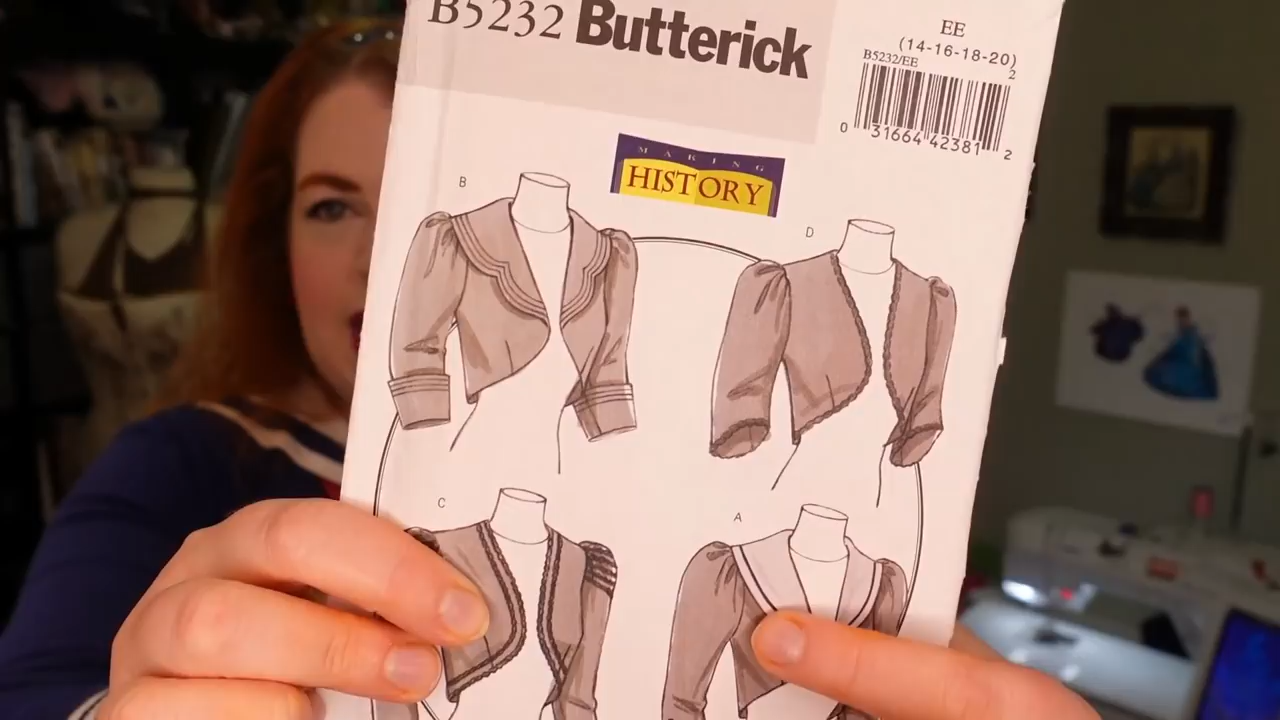 B5232 Butterick
EE
(14-16-18-20)
B5232/EE
2
0 31664 42381 2
MAKING
HISTORY
B
D
C
A